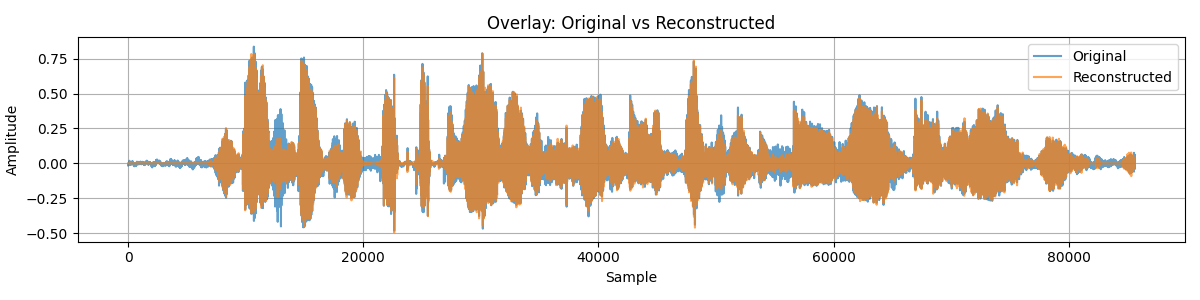 Overlay: Original vs Reconstructed
Original
Reconstructed
Amplitude
0.75
0.50
0.25
0.00
−0.25
−0.50
0 20000 40000 60000 80000
Sample